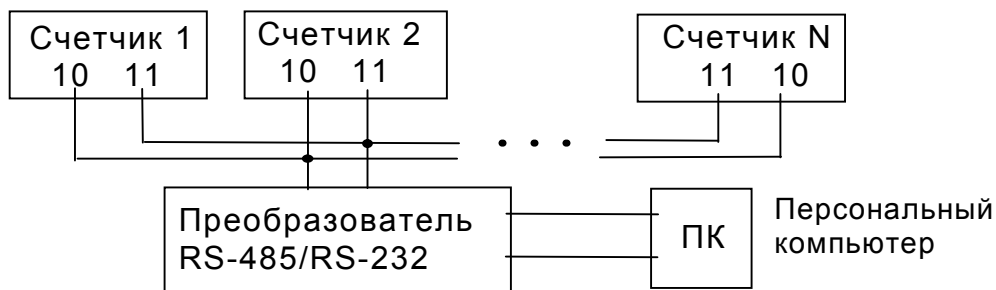 Счетчик 1
10 11
Счетчик 2
10 11
Счетчик N
11 10
Преобразователь
RS-485/RS-232
ПК
Персональный
компьютер